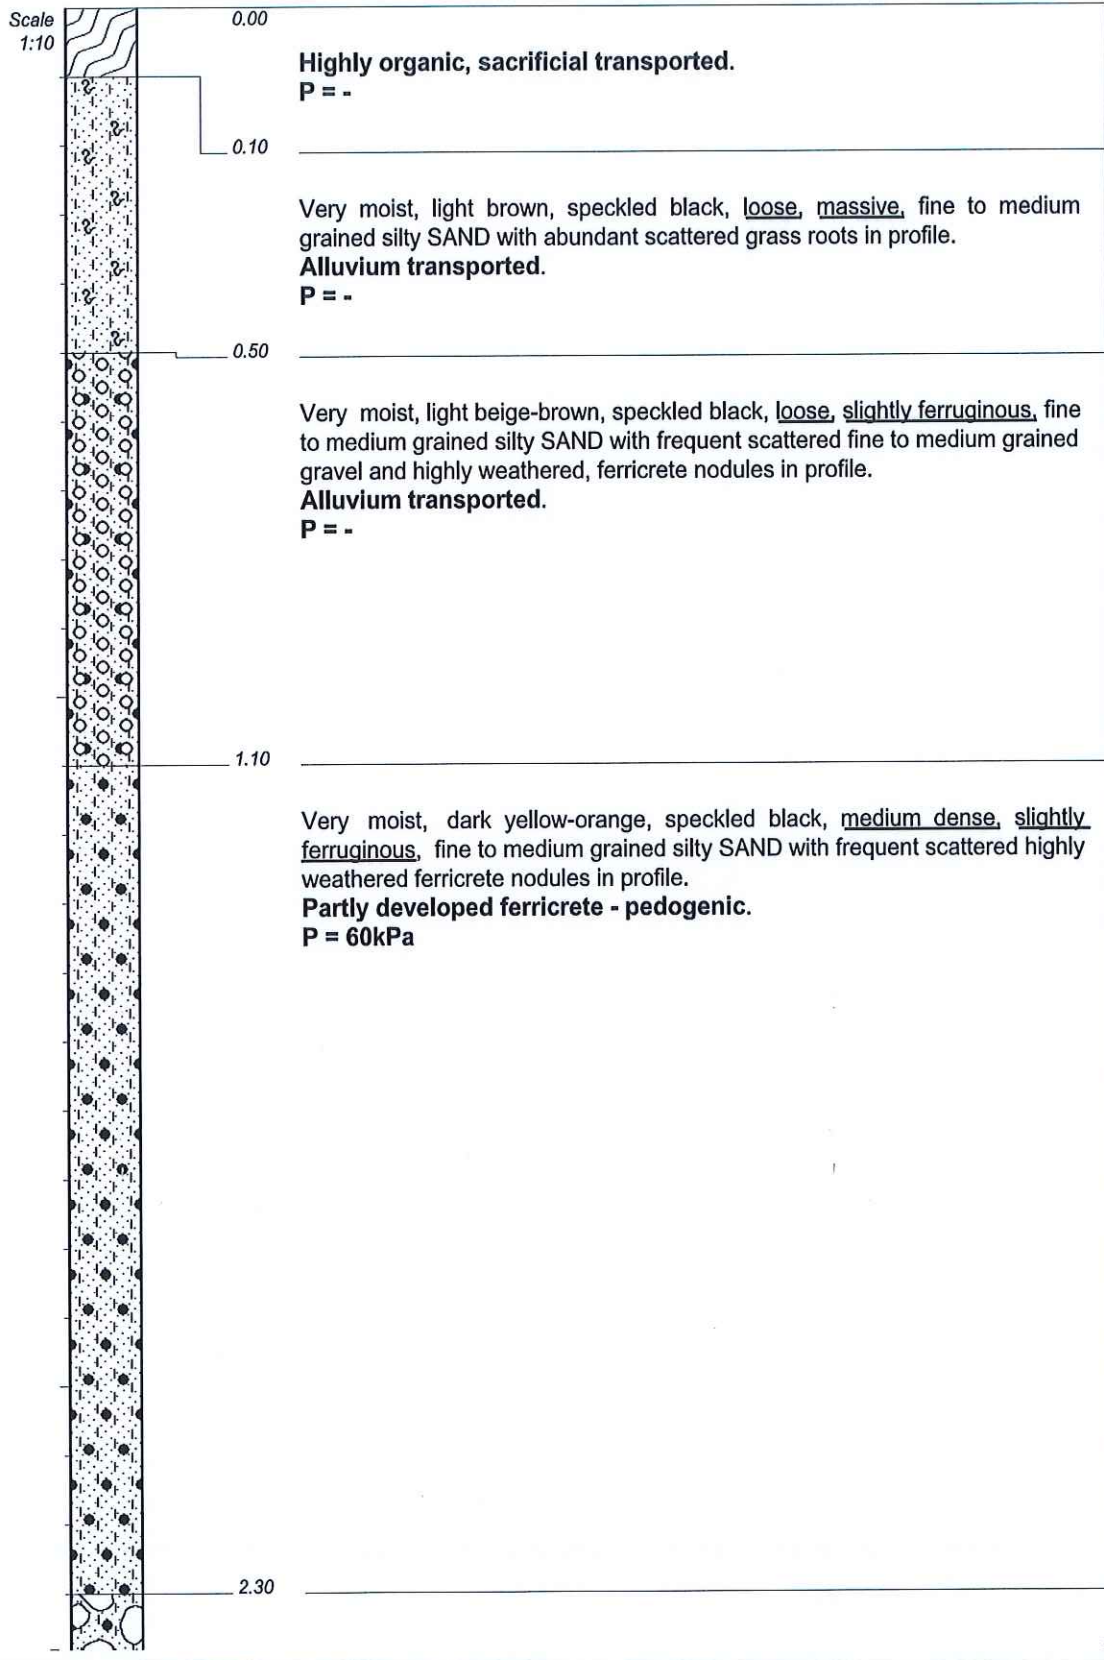 Scale
1:10
0.00
Highly organic, sacrificial transported.
P = -
0.10
Very moist, light brown, speckled black, loose, massive, fine to medium
grained silty SAND with abundant scattered grass roots in profile.
Alluvium transported.
P = -
0.50
Very moist, light beige-brown, speckled black, loose, slightly ferruginous, fine
to medium grained silty SAND with frequent scattered fine to medium grained
gravel and highly weathered, ferricrete nodules in profile.
Alluvium transported.
P = -
1.10
Very moist, dark yellow-orange, speckled black, medium dense, slightly
ferruginous, fine to medium grained silty SAND with frequent scattered highly
weathered ferricrete nodules in profile.
Partly developed ferricrete - pedogenic.
P = 60kPa
2.30